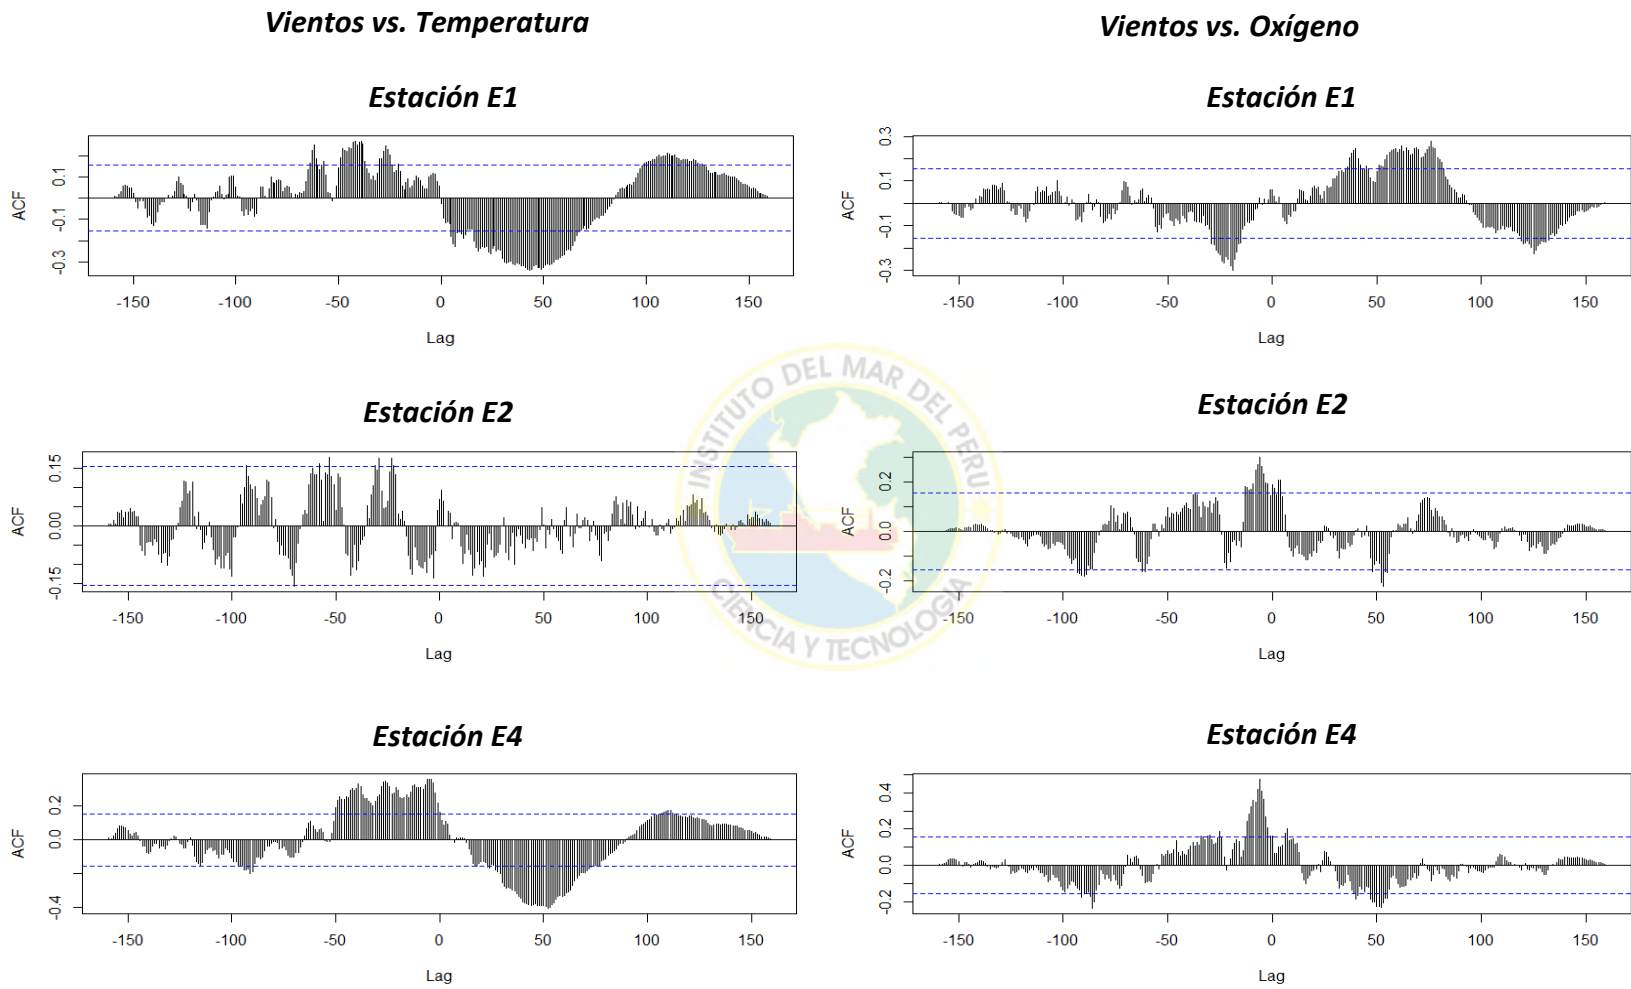 Vientos vs. Temperatura
Vientos vs. Oxígeno
Estación E1
ACF
0.1
-0.1
-0.3
-150 -100 -50 0 50 100 150
Lag
Estación E1
ACF
0.3
0.1
-0.1
-0.3
-150 -100 -50 0 50 100 150
Lag
Estación E2
ACF
0.15
0.00
-0.15
-150 -100 -50 0 50 100 150
Lag
Estación E2
ACF
0.2
0.0
-0.2
-150 -100 -50 0 50 100 150
Lag
INSTITUTO DEL MAR DEL PERU
CIENCIA Y TECNOLOGIA
Estación E4
ACF
0.2
0.0
-0.4
-150 -100 -50 0 50 100 150
Lag
Estación E4
ACF
0.4
0.2
0.0
-0.2
-150 -100 -50 0 50 100 150
Lag